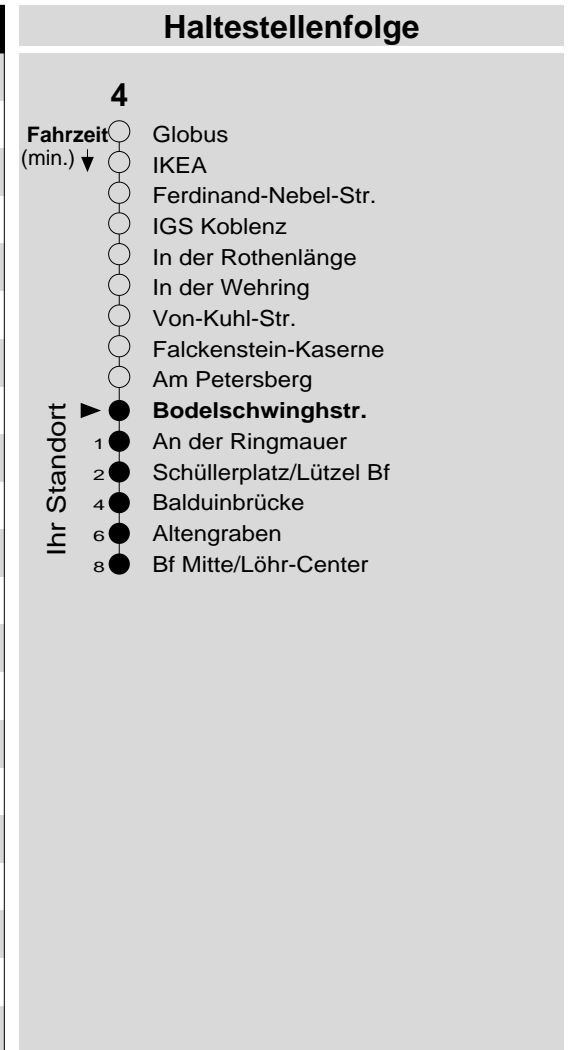 Haltestellenfolge
4
Fahrzeit Globus
(min.) IKEA
Ferdinand-Nebel-Str.
IGS Koblenz
In der Rothenlänge
In der Wehring
Von-Kuhl-Str.
Falckenstein-Kaserne
Am Petersberg
Ihr Standort
Bodelschwinghstr.
1 An der Ringmauer
2 Schüllerplatz/Lützel Bf
4 Balduinbrücke
6 Altengraben
8 Bf Mitte/Löhr-Center